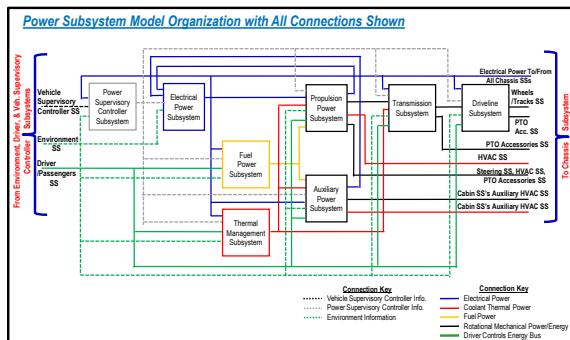 Power Subsystem Model Organization with All Connections Shown
From Environment, Driver, & Veh. Supervisory
Controller
Subsystems
Vehicle
Supervisory
Controller SS
Environment
SS
Driver
/Passengers
SS
Power
Supervisory
Controller
Subsystem
Electrical
Power
Subsystem
Fuel
Power
Subsystem
Thermal
Management
Subsystem
Propulsion
Power
Subsystem
Auxiliary
Power
Subsystem
Transmission
Subsystem
Driveline
Subsystem
Electrical Power To/From
All Chassis SSs
Wheels
/Tracks SS
PTO
Acc. SS
PTO Accessories SS
HVAC SS
Steering SS, HVAC SS,
PTO Accessories SS
Cabin SS's Auxiliary HVAC SS
Cabin SS's Auxiliary HVAC SS
To Chassis
Subsystem
Connection Key
Vehicle Supervisory Controller Info.
Power Supervisory Controller Info.
Environment Information
Connection Key
Electrical Power
Coolant Thermal Power
Fuel Power
Rotational Mechanical Power/Energy
Driver Controls Energy Bus